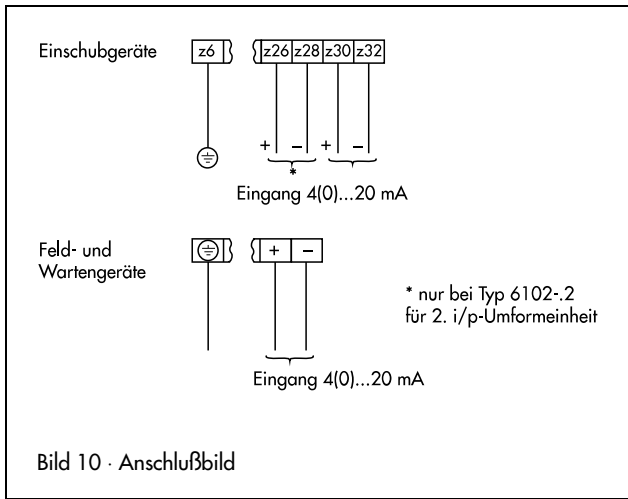 Einschubgeräte z6 z26 z28 z30 z32
+ – + –
*
Eingang 4(0)...20 mA
Feld- und
Wartengeräte
+ –
* nur bei Typ 6102-.2
für 2. i/p-Umformeinheit
Eingang 4(0)...20 mA
Bild 10 · Anschlußbild